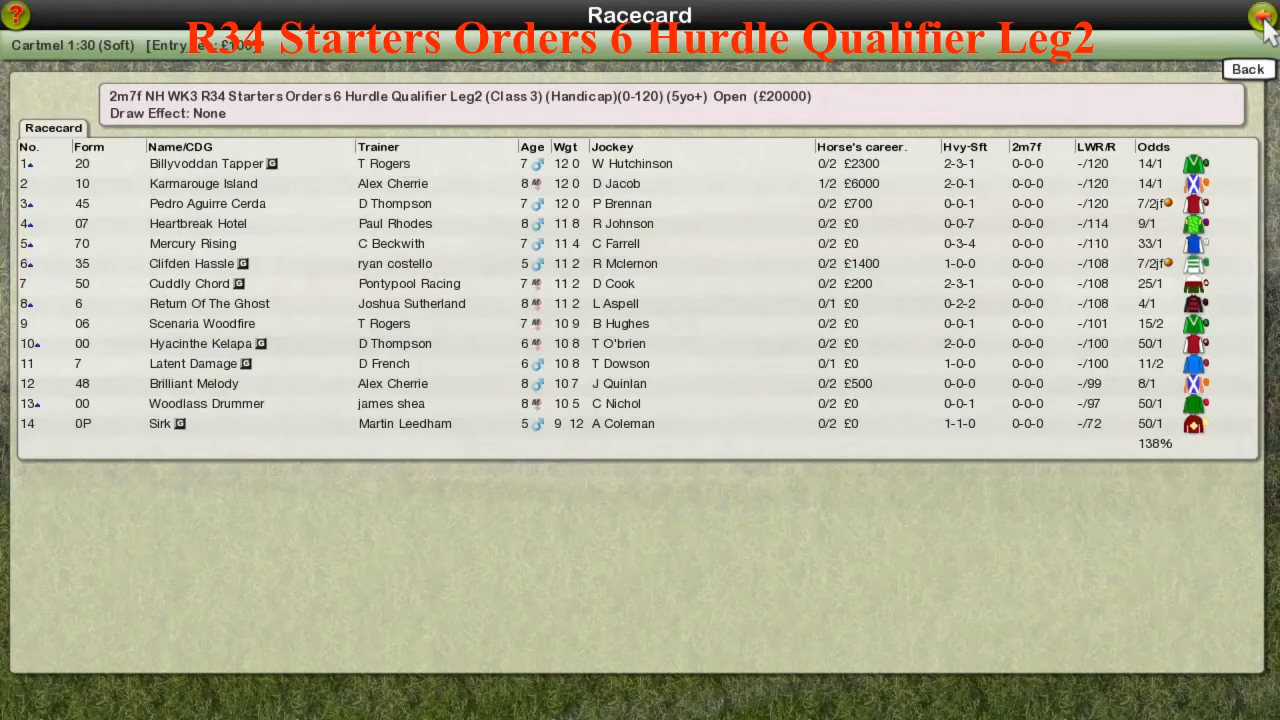 ?
Racecard
R34 Starters Orders 6 Hurdle Qualifier Leg2
Cartmel 1:30 (Soft) [Entry
Back
2m7f NH WK3 R34 Starters Orders 6 Hurdle Qualifier Leg2 (Class 3) (Handicap)(0-120) (5yo+) Open (£20000)
Draw Effect: None
Racecard
No. Form Name/CDG Trainer Age Wgt Jockey Horse's career. Hvy-Sft 2m7f LWR/R Odds
1 20 Billyvoddan Tapper G T Rogers 7 12 0 W Hutchinson 0/2 £2300 2-3-1 0-0-0 -/120 14/1
2 10 Karmarouge Island Alex Cherrie 8 12 0 D Jacob 1/2 £6000 2-0-1 0-0-0 -/120 14/1
3 45 Pedro Aguirre Cerda D Thompson 7 12 0 P Brennan 0/2 £700 0-0-1 0-0-0 -/120 7/2jf
4 07 Heartbreak Hotel Paul Rhodes 8 11 8 R Johnson 0/2 £0 0-0-7 0-0-0 -/114 9/1
5 70 Mercury Rising C Beckwith 7 11 4 C Farrell 0/2 £0 0-3-4 0-0-0 -/110 33/1
6 35 Clifden Hassle G ryan costello 5 11 2 R Mclernon 0/2 £1400 1-0-0 0-0-0 -/108 7/2jf
7 50 Cuddly Chord G Pontypool Racing 7 11 2 D Cook 0/2 £200 2-3-1 0-0-0 -/108 25/1
8 6 Return Of The Ghost Joshua Sutherland 8 11 2 L Aspell 0/1 £0 0-2-2 0-0-0 -/108 4/1
9 06 Scenaria Woodfire T Rogers 7 10 9 B Hughes 0/2 £0 0-0-1 0-0-0 -/101 15/2
10 00 Hyacinthe Kelapa G D Thompson 6 10 8 T O'brien 0/2 £0 2-0-0 0-0-0 -/100 50/1
11 7 Latent Damage G D French 6 10 8 T Dowson 0/1 £0 1-0-0 0-0-0 -/100 11/2
12 48 Brilliant Melody Alex Cherrie 8 10 7 J Quinlan 0/2 £500 0-0-0 0-0-0 -/99 8/1
13 00 Woodlass Drummer james shea 8 10 5 C Nichol 0/2 £0 0-0-1 0-0-0 -/97 50/1
14 0P Sirk G Martin Leedham 5 9 12 A Coleman 0/2 £0 1-1-0 0-0-0 -/72 50/1
138%